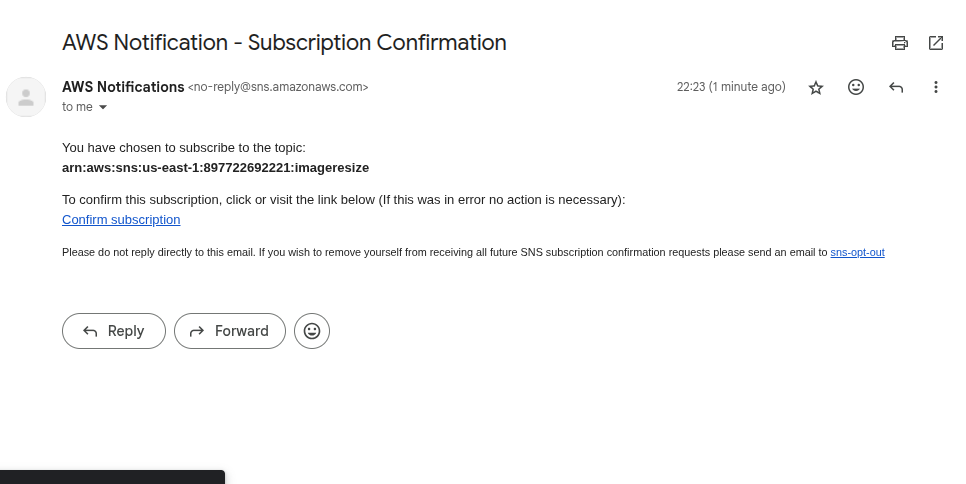 AWS Notification - Subscription Confirmation
AWS Notifications <no-reply@sns.amazonaws.com>
22:23 (1 minute ago)
to me
You have chosen to subscribe to the topic:
arn:aws:sns:us-east-1:897722692221:imageresize
To confirm this subscription, click or visit the link below (If this was in error no action is necessary):
Confirm subscription
Please do not reply directly to this email. If you wish to remove yourself from receiving all future SNS subscription confirmation requests please send an email to sns-opt-out
Reply
Forward